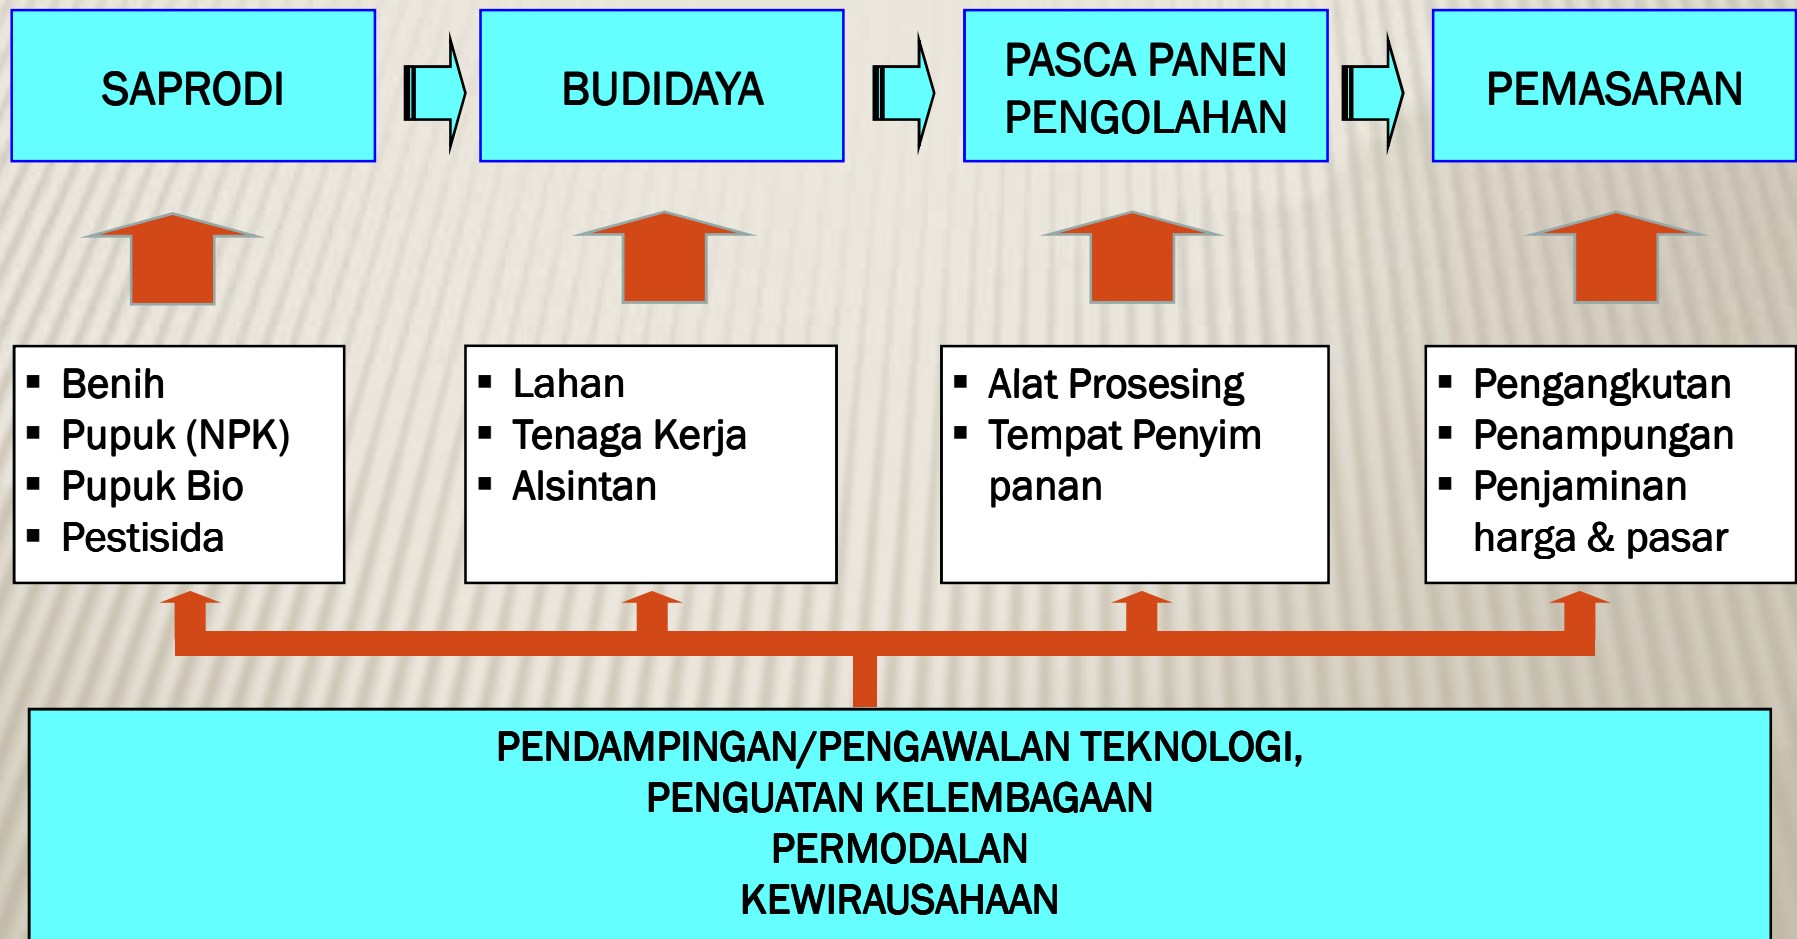 SAPRODI
BUDIDAYA
PASCA PANEN
PENGOLAHAN
PEMASARAN
▪ Benih
▪ Pupuk (NPK)
▪ Pupuk Bio
▪ Pestisida
▪ Lahan
▪ Tenaga Kerja
▪ Alsintan
▪ Alat Prosesing
▪ Tempat Penyim
panan
▪ Pengangkutan
▪ Penampungan
▪ Penjaminan
harga & pasar
PENDAMPINGAN/PENGAWALAN TEKNOLOGI,
PENGUATAN KELEMBAGAAN
PERMODALAN
KEWIRAUSAHAAN